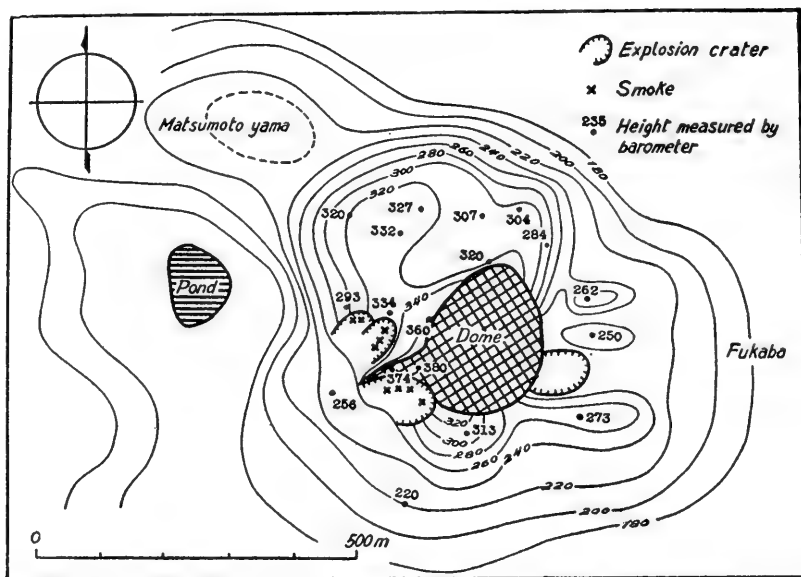 Explosion crater
Smoke
235 Height measured by
barometer
Matsumoto yama
280 260 240 220 200 180
300
320
320 327 307 304
332 284
320
293 334 340 262
Pond
360 Dome 250 Fukaba
380
374
256 273
320 313
300
280
260 240
220 220
200
180
0 500m